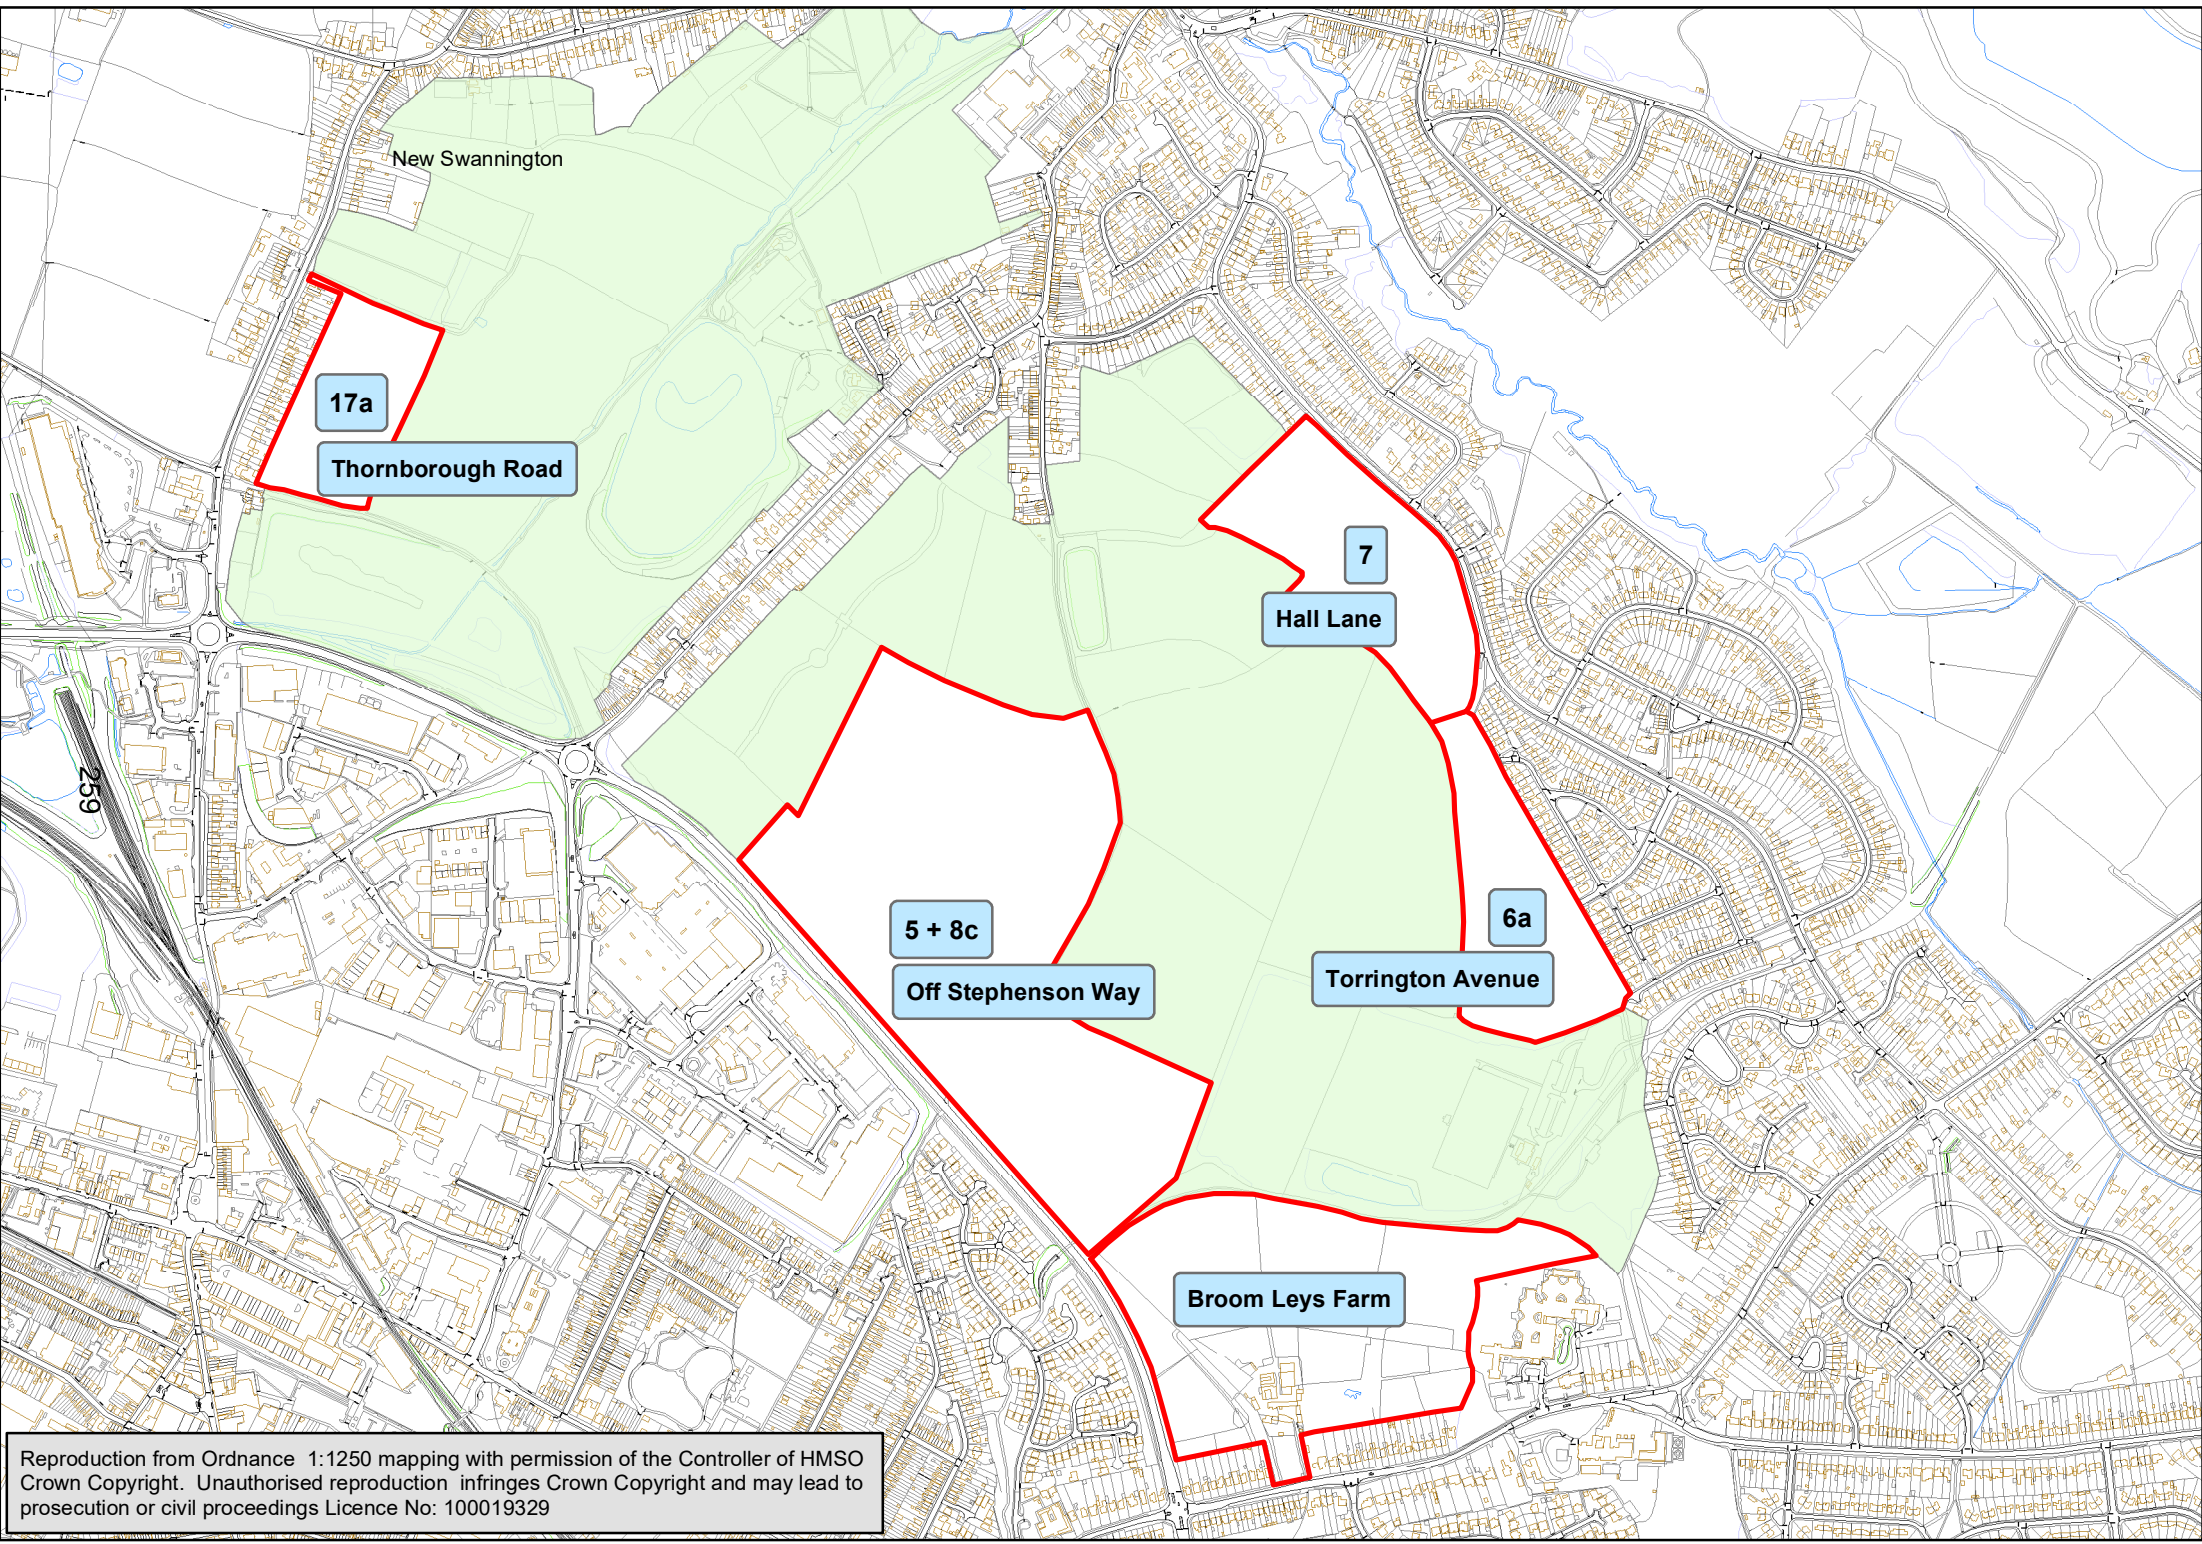 New Swannington
17a
Thornborough Road
7
Hall Lane
259
5 + 8c
Off Stephenson Way
6a
Torrington Avenue
Broom Leys Farm
Reproduction from Ordnance 1:1250 mapping with permission of the Controller of HMSO
Crown Copyright. Unauthorised reproduction infringes Crown Copyright and may lead to
prosecution or civil proceedings Licence No: 100019329